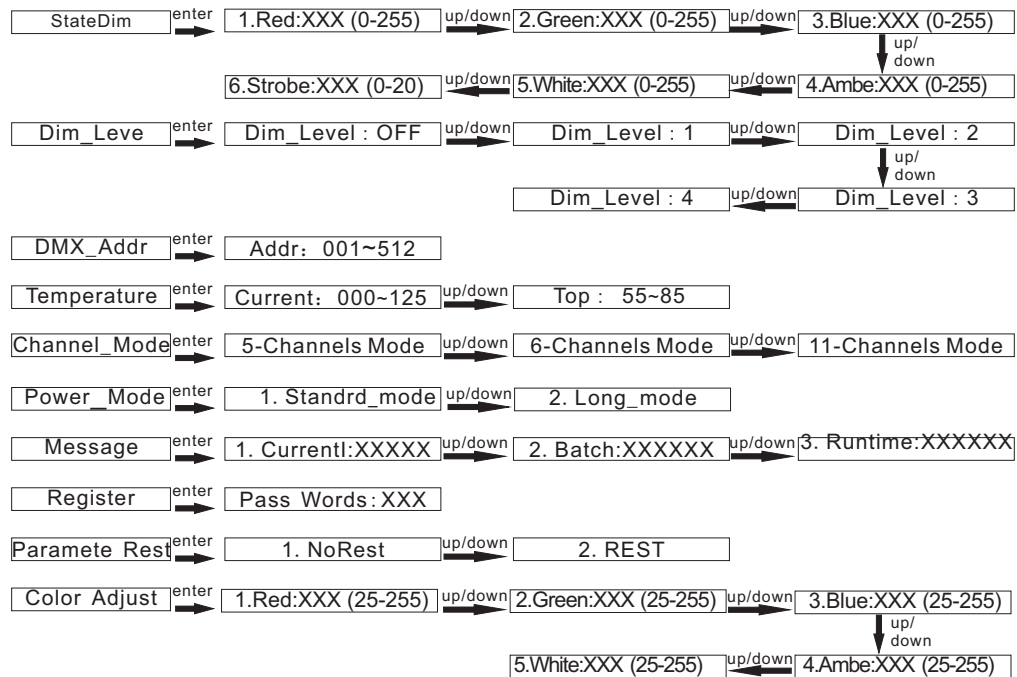 StateDim enter 1.Red:XXX (0-255) up/down 2.Green:XXX (0-255) up/down 3.Blue:XXX (0-255)
up/
down
6.Strobe:XXX (0-20) up/down 5.White:XXX (0-255) up/down 4.Ambe:XXX (0-255)
Dim_Leve enter Dim_Level : OFF up/down Dim_Level : 1 up/down Dim_Level : 2
up/
down
Dim_Level : 4 up/down Dim_Level : 3
DMX_Addr enter Addr: 001~512
Temperature enter Current: 000~125 up/down Top : 55~85
Channel_Mode enter 5-Channels Mode up/down 6-Channels Mode up/down 11-Channels Mode
Power_Mode enter 1. Standrd_mode up/down 2. Long_mode
Message enter 1. CurrentI:XXXXX up/down 2. Batch:XXXXXX up/down 3. Runtime:XXXXXX
Register enter Pass Words:XXX
Paramete Rest enter 1. NoRest up/down 2. REST
Color Adjust enter 1.Red:XXX (25-255) up/down 2.Green:XXX (25-255) up/down 3.Blue:XXX (25-255)
up/
down
5.White:XXX (25-255) up/down 4.Ambe:XXX (25-255)